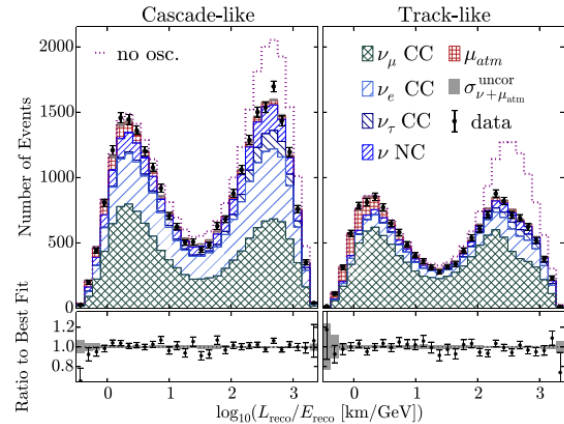 Cascade-like
Track-like
Number of Events
2000
1500
1000
500
0
no osc.
ν_μ CC
ν_e CC
ν_τ CC
ν NC
μ_atm
σ^uncor_ν+μ_atm
data
Ratio to Best Fit
1.2
1.0
0.8
0 1 2 3
0 1 2 3
log₁₀(L_reco/E_reco [km/GeV])